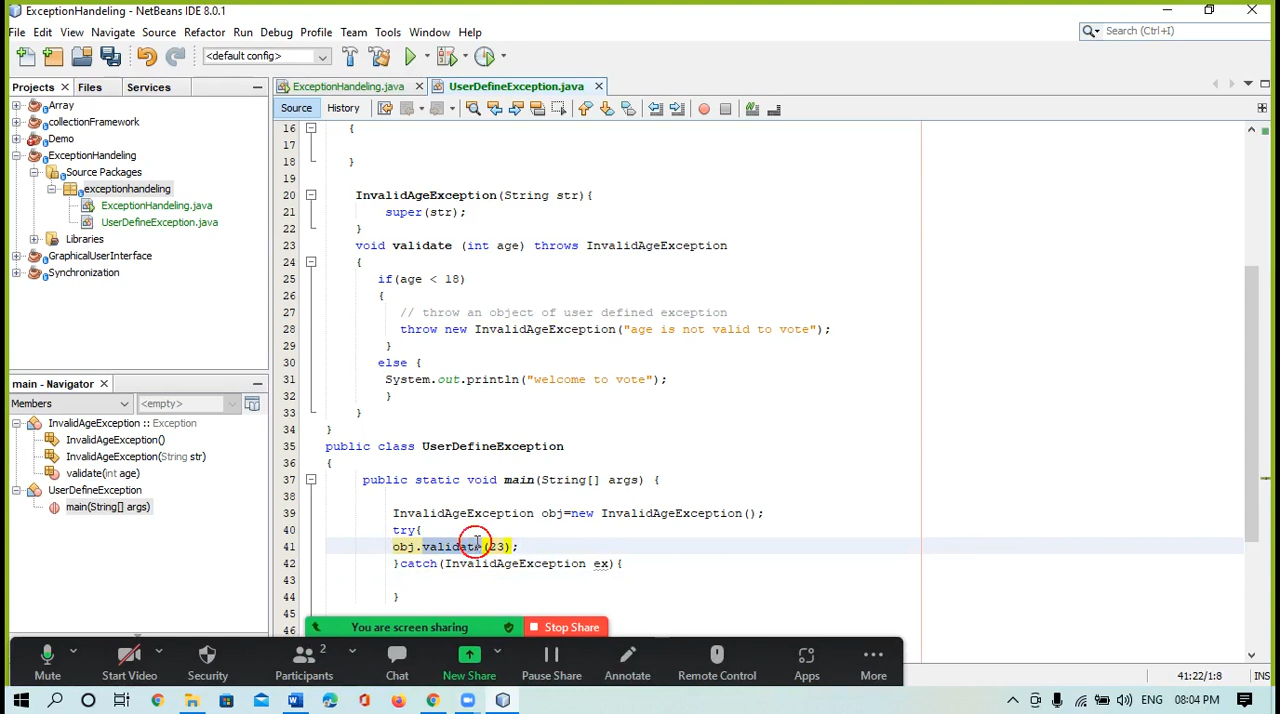 ExceptionHandeling - NetBeans IDE 8.0.1
File Edit View Navigate Source Refactor Run Debug Profile Team Tools Window Help
Search (Ctrl+I)
<default config>
Projects Files Services
ExceptionHandeling.java UserDefineException.java
Source History
Array
collectionFramework
Demo
ExceptionHandeling
Source Packages
exceptionhandeling
ExceptionHandeling.java
UserDefineException.java
Libraries
GraphicalUserInterface
Synchronization
main - Navigator
Members <empty>
InvalidAgeException :: Exception
InvalidAgeException()
InvalidAgeException(String str)
validate(int age)
UserDefineException
main(String[] args)
16 {
17
18 }
19
20 InvalidAgeException(String str){
21 super(str);
22 }
23 void validate (int age) throws InvalidAgeException
24 {
25 if(age < 18)
26 {
27 // throw an object of user defined exception
28 throw new InvalidAgeException("age is not valid to vote");
29 }
30 else {
31 System.out.println("welcome to vote");
32 }
33 }
34 }
35 public class UserDefineException
36 {
37 public static void main(String[] args) {
38
39 InvalidAgeException obj=new InvalidAgeException();
40 try{
41 obj.validate(23);
42 }catch(InvalidAgeException ex){
43
44 }
45
46
You are screen sharing Stop Share
2
Mute Start Video Security Participants Chat New Share Pause Share Annotate Remote Control Apps More
41:22/1:8 INS
ENG 08:04 PM